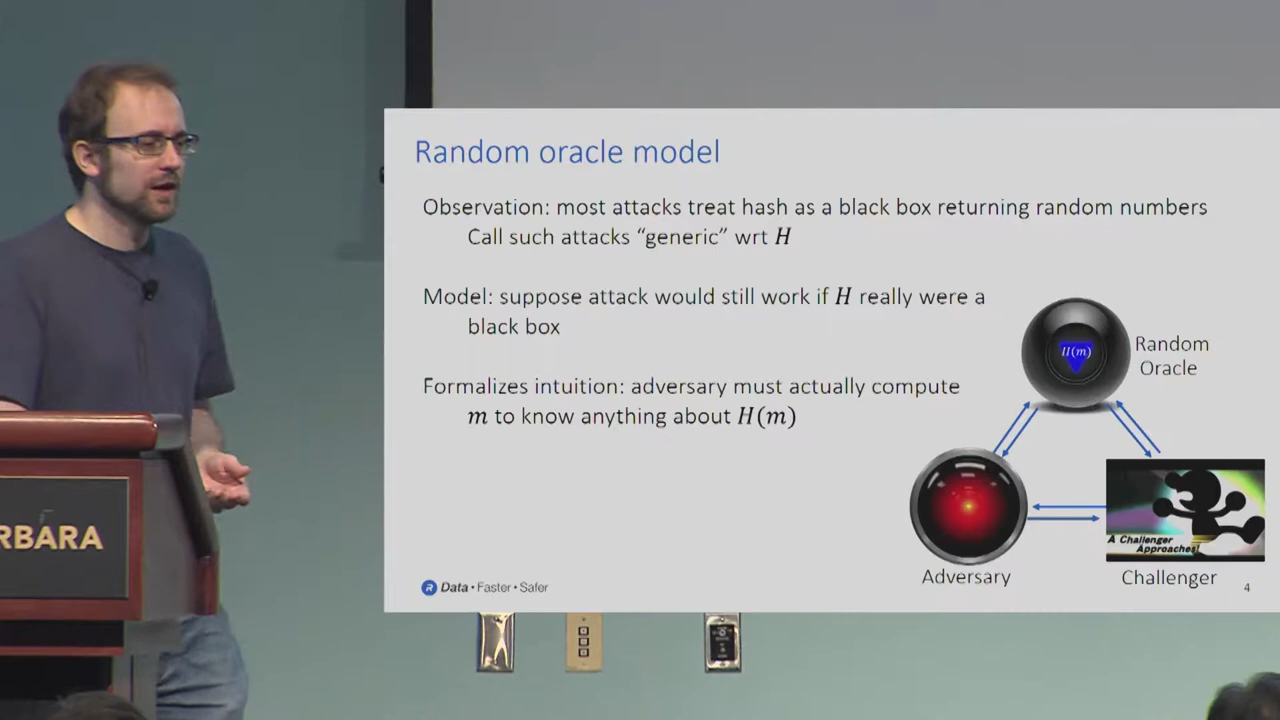 Random oracle model
Observation: most attacks treat hash as a black box returning random numbers
Call such attacks “generic” wrt H
Model: suppose attack would still work if H really were a
black box
Formalizes intuition: adversary must actually compute
m to know anything about H(m)
H(m)
Random
Oracle
A Challenger
Approaches!
Adversary
Challenger
Data • Faster • Safer
4
RBARA